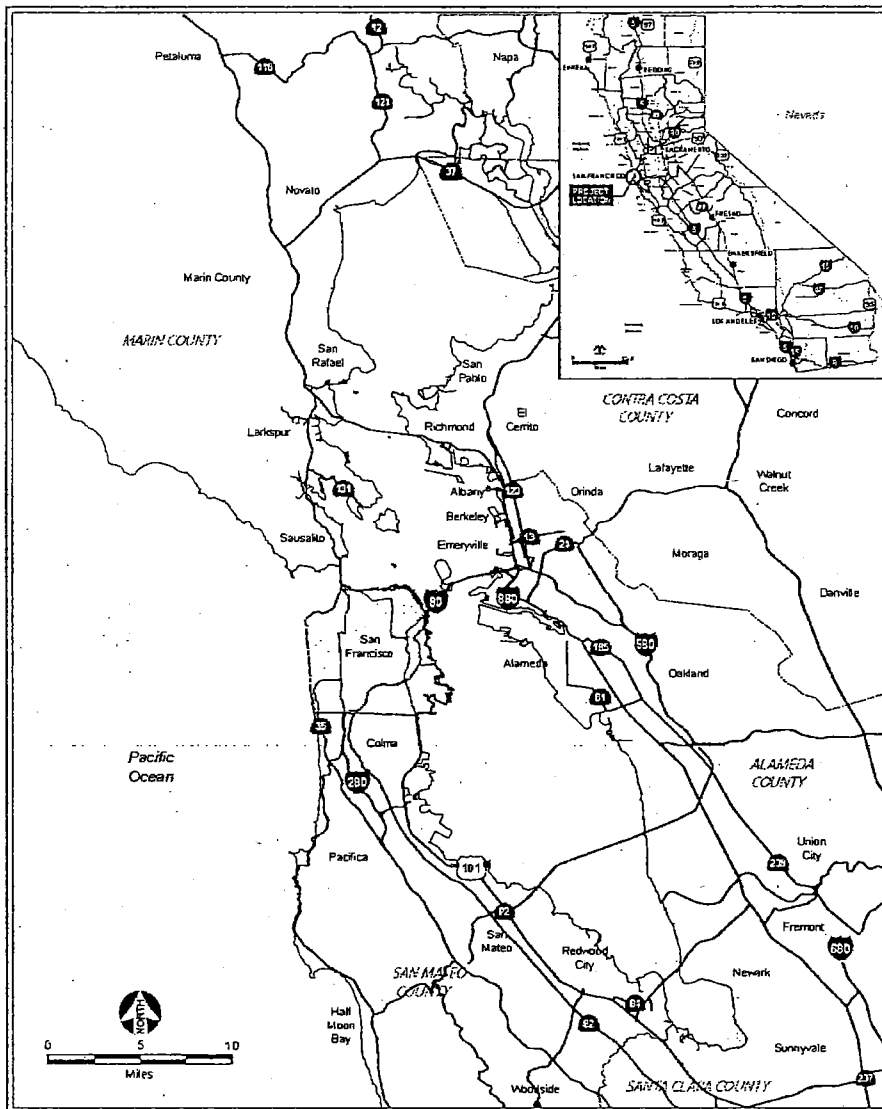 12
Petaluma
Napa
116
121
37
Novato
Marin County
MARIN COUNTY
San
Rafael
San
Pablo
Larkspur
Richmond
El
Cerrito
CONTRA COSTA
COUNTY
Concord
Lafayette
Walnut
Creek
131
Albany
123
Orinda
Berkeley
13
24
Sausalito
Emeryville
Moraga
80
880
Danville
San
Francisco
Alameda
185
580
Oakland
61
35
Colma
Pacific
Ocean
280
ALAMEDA
COUNTY
Union
City
Pacifica
101
92
San
Mateo
Redwood
City
Fremont
680
SAN MATEO
COUNTY
Newark
Half
Moon
Bay
NORTH
0 5 10
Miles
Sunnyvale
237
Woodside
SANTA CLARA COUNTY
Nevada
EUREKA
REDDING
SACRAMENTO
SAN FRANCISCO
PROJECT
LOCATION
FRESNO
BAKERSFIELD
LOS ANGELES
SAN DIEGO